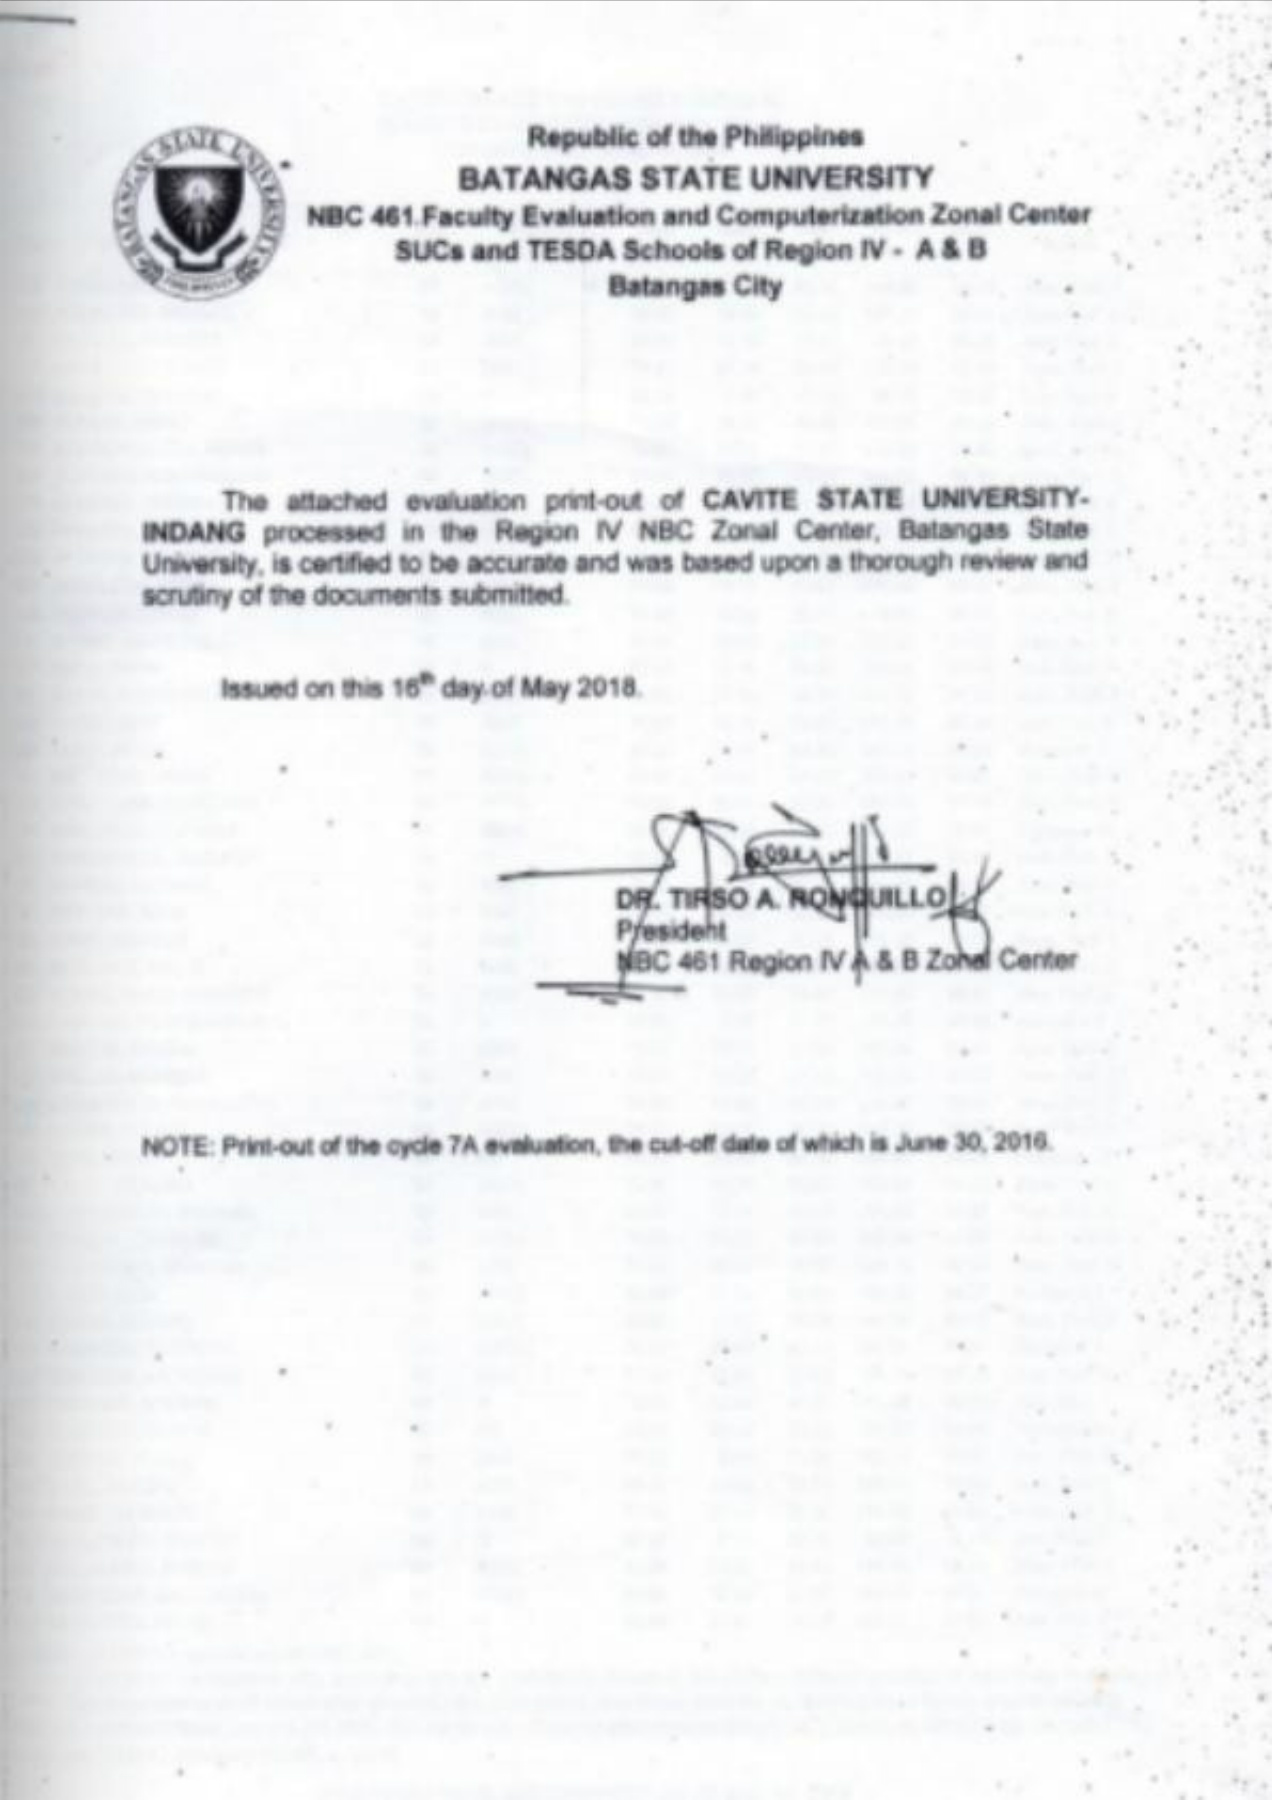 Republic of the Philippines
BATANGAS STATE UNIVERSITY
NBC 461 Faculty Evaluation and Computerization Zonal Center
SUCs and TESDA Schools of Region IV - A & B
Batangas City
BATANGAS STATE UNIVERSITY
PHILIPPINES
The attached evaluation print-out of CAVITE STATE UNIVERSITY-
INDANG processed in the Region IV NBC Zonal Center, Batangas State
University, is certified to be accurate and was based upon a thorough review and
scrutiny of the documents submitted.
Issued on this 16th day of May 2018.
DR. TIRSO A. RONQUILLO
President
NBC 461 Region IV A & B Zonal Center
NOTE: Print-out of the cycle 7A evaluation, the cut-off date of which is June 30, 2016.